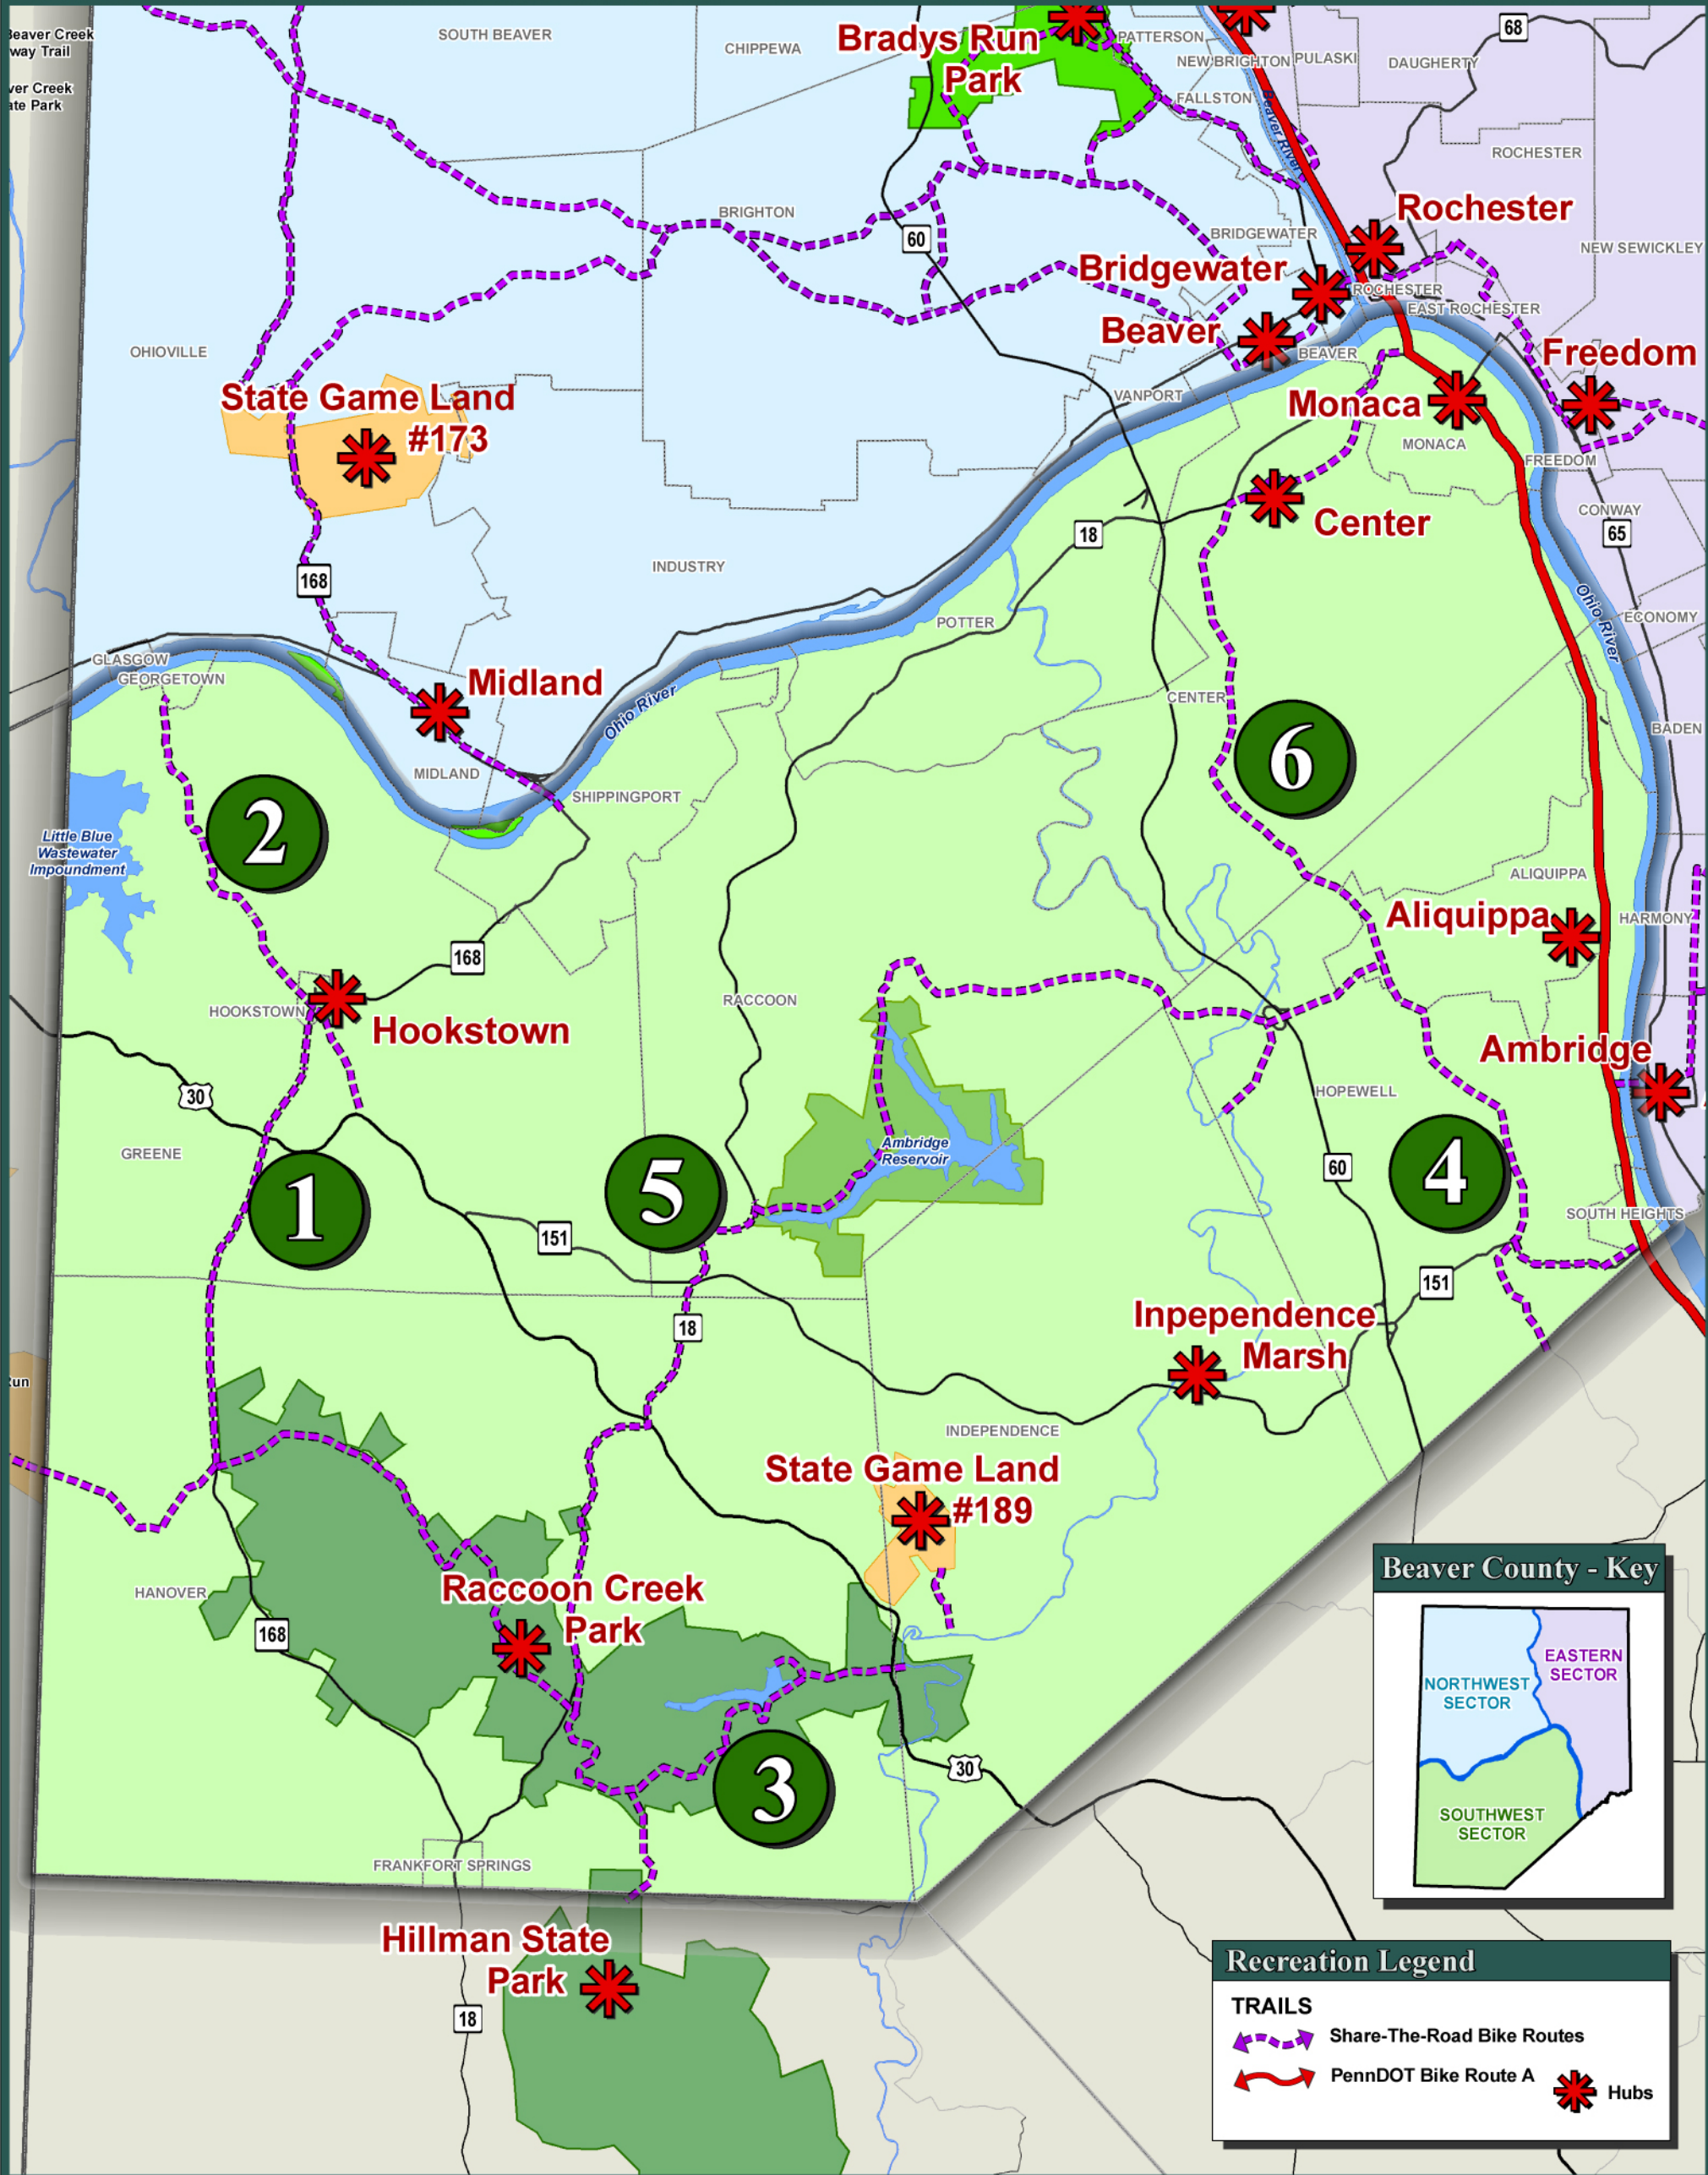 Beaver Creek
way Trail
ver Creek
ate Park
SOUTH BEAVER
CHIPPEWA
Bradys Run
Park
PATTERSON
NEW BRIGHTON
PULASKI
DAUGHERTY
68
FALLSTON
Beaver River
ROCHESTER
BRIGHTON
60
BRIDGEWATER
Rochester
NEW SEWICKLEY
Bridgewater
ROCHESTER
EAST ROCHESTER
Beaver
BEAVER
Freedom
OHIOVILLE
State Game Land
#173
VANPORT
Monaca
MONACA
FREEDOM
Center
CONWAY
65
18
168
INDUSTRY
POTTER
Ohio River
ECONOMY
GLASGOW
GEORGETOWN
Midland
Ohio River
CENTER
BADEN
6
MIDLAND
SHIPPINGPORT
2
Little Blue
Wastewater
Impoundment
ALIQUIPPA
Aliquippa
HARMONY
168
HOOKSTOWN
Hookstown
RACCOON
Ambridge
30
HOPEWELL
GREENE
Ambridge
Reservoir
1
5
60
4
SOUTH HEIGHTS
151
151
18
Inpependence
Marsh
Run
INDEPENDENCE
State Game Land
#189
HANOVER
Raccoon Creek
Park
168
3
30
FRANKFORT SPRINGS
Hillman State
Park
18
Beaver County - Key
NORTHWEST
SECTOR
EASTERN
SECTOR
SOUTHWEST
SECTOR
Recreation Legend
TRAILS
Share-The-Road Bike Routes
PennDOT Bike Route A
Hubs